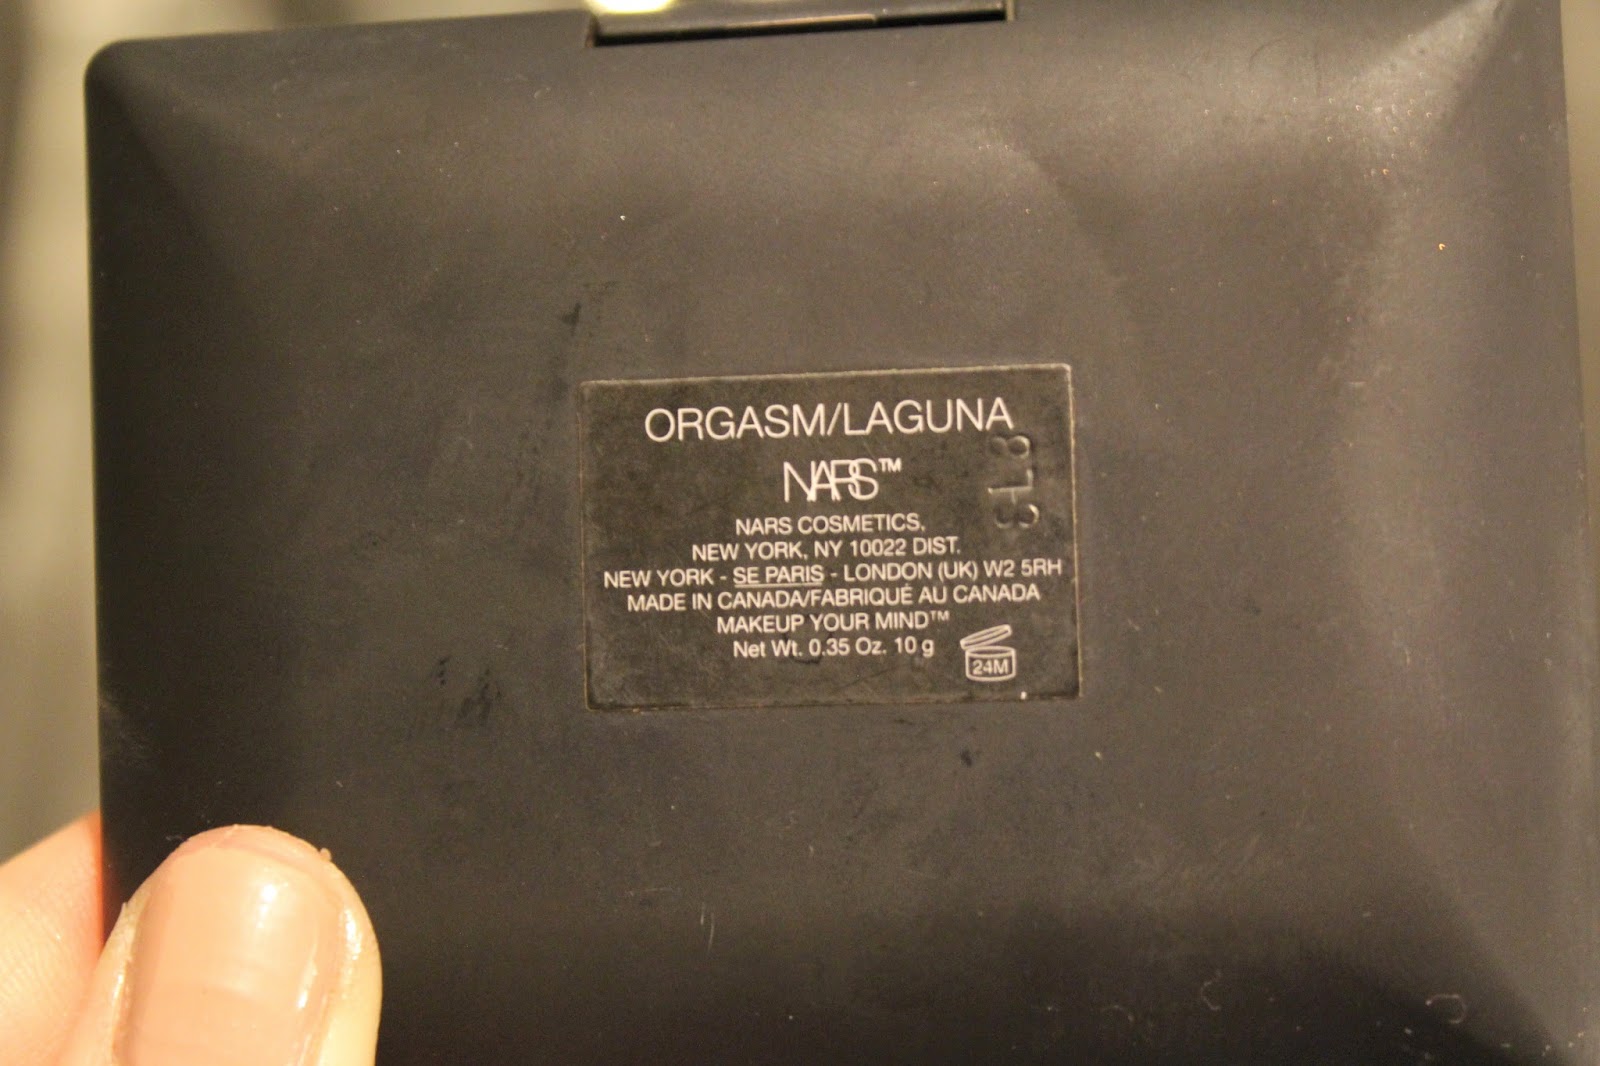 ORGASM/LAGUNA
NARS™
NARS COSMETICS,
NEW YORK, NY 10022 DIST.
NEW YORK - SE PARIS - LONDON (UK) W2 5RH
MADE IN CANADA/FABRIQUÉ AU CANADA
MAKEUP YOUR MIND™
Net Wt. 0.35 Oz. 10 g
24M